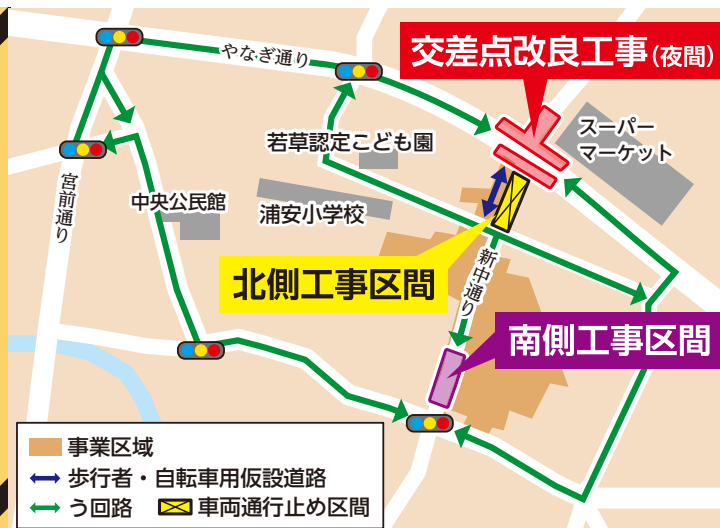 交差点改良工事(夜間)
やなぎ通り
スーパー
マーケット
若草認定こども園
宮前通り
中央公民館
浦安小学校
北側工事区間
新中通り
南側工事区間
事業区域
歩行者・自転車用仮設道路
う回路
車両通行止め区間